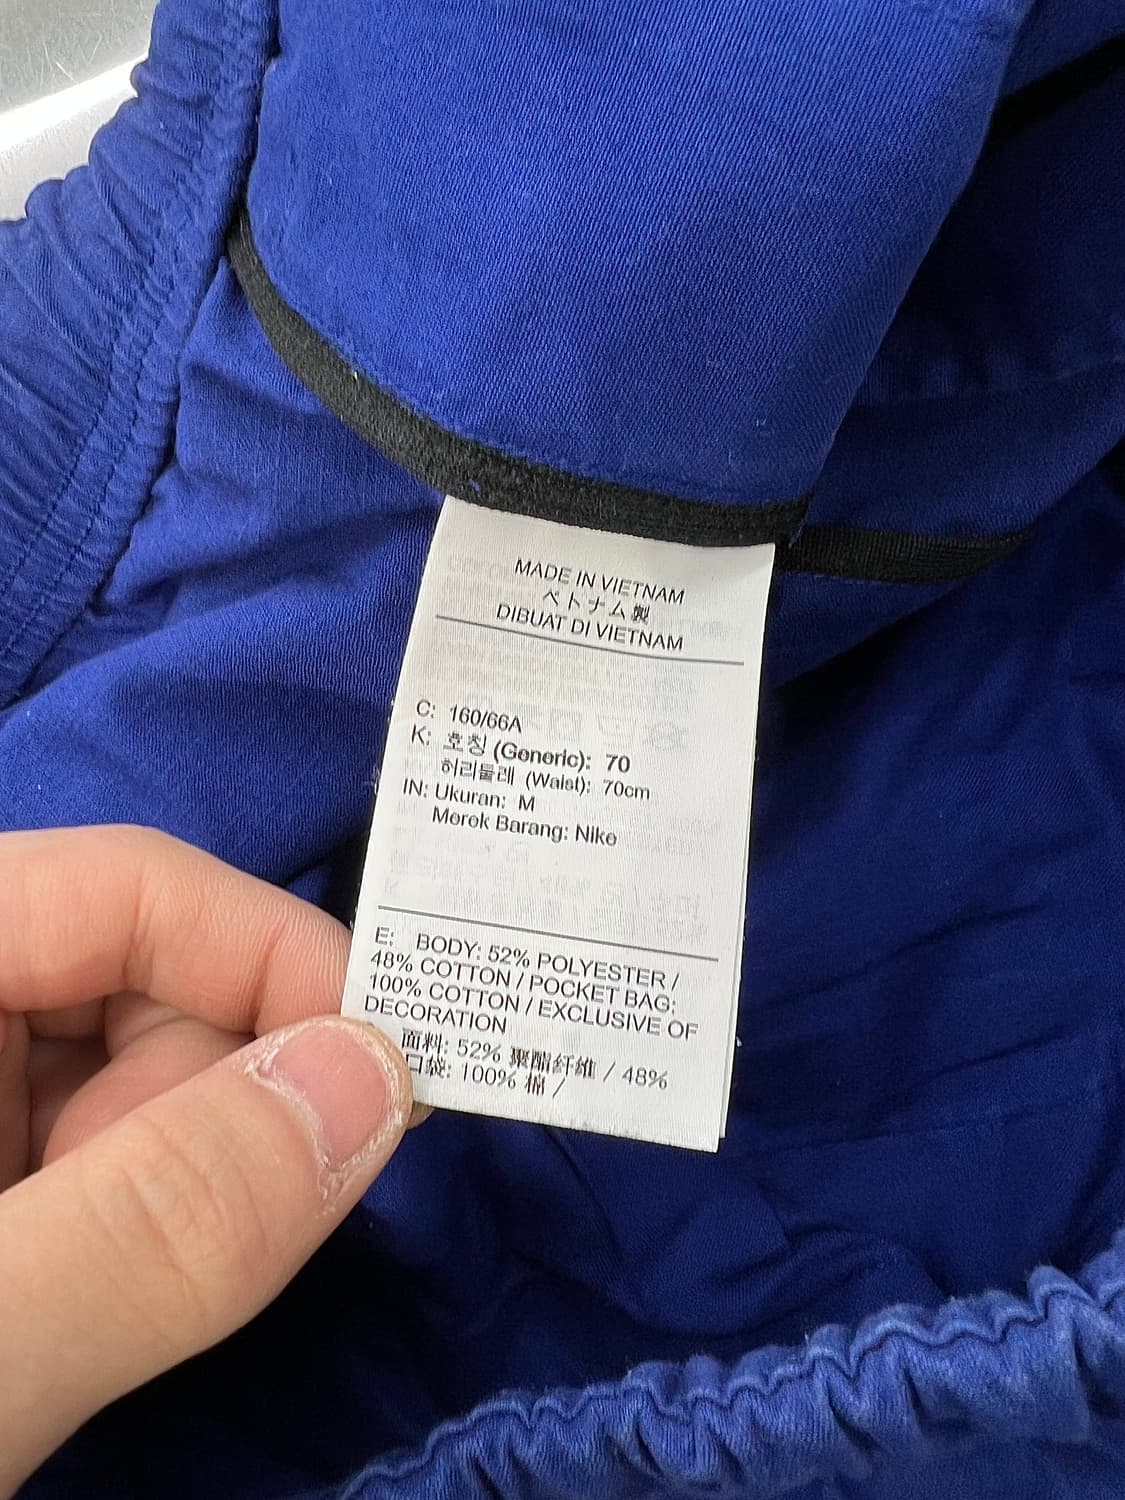 MADE IN VIETNAM
ベトナム製
DIBUAT DI VIETNAM
C: 160/66A
K: 호칭 (Generic): 70
허리둘레 (Waist): 70cm
IN: Ukuran: M
Merek Barang: Nike
E: BODY: 52% POLYESTER /
48% COTTON / POCKET BAG:
100% COTTON / EXCLUSIVE OF
DECORATION
面料: 52% 聚酯纤维 / 48%
口袋: 100% 棉 /